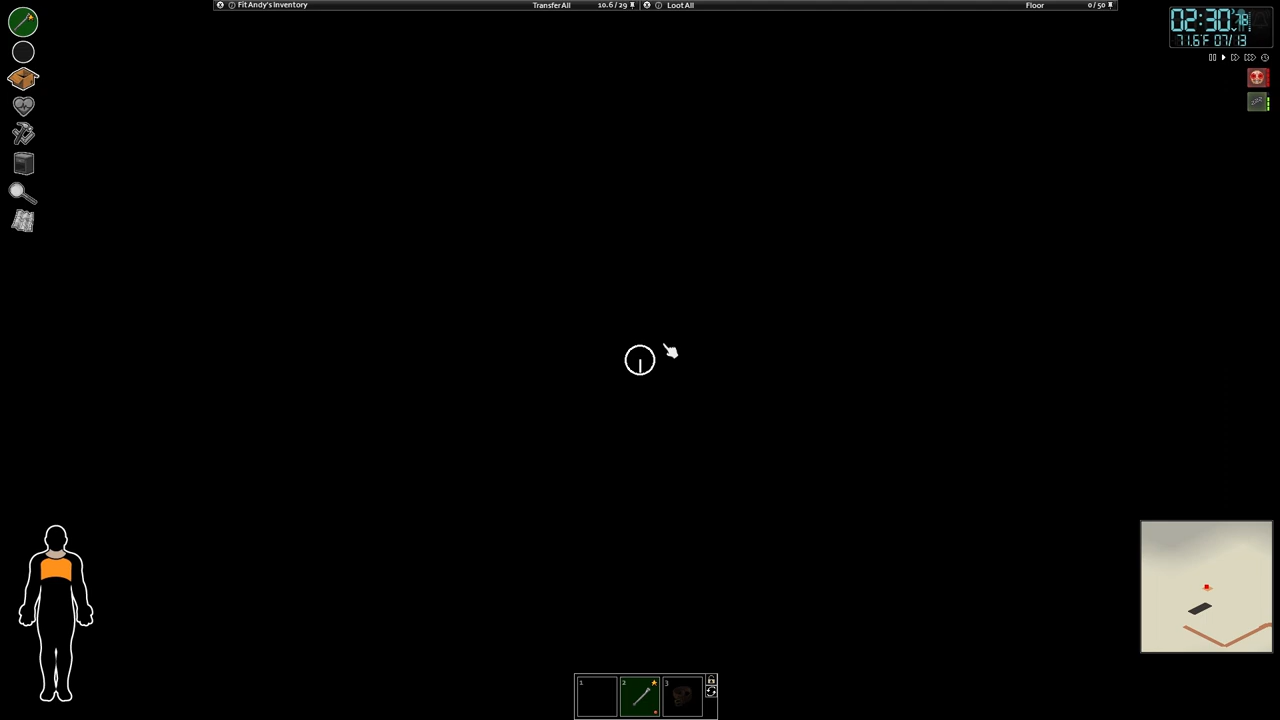 Fit Andy's Inventory Transfer All 10.6 / 29 Loot All Floor 0 / 50
02:30
71.6°F 07/13
1 2 3